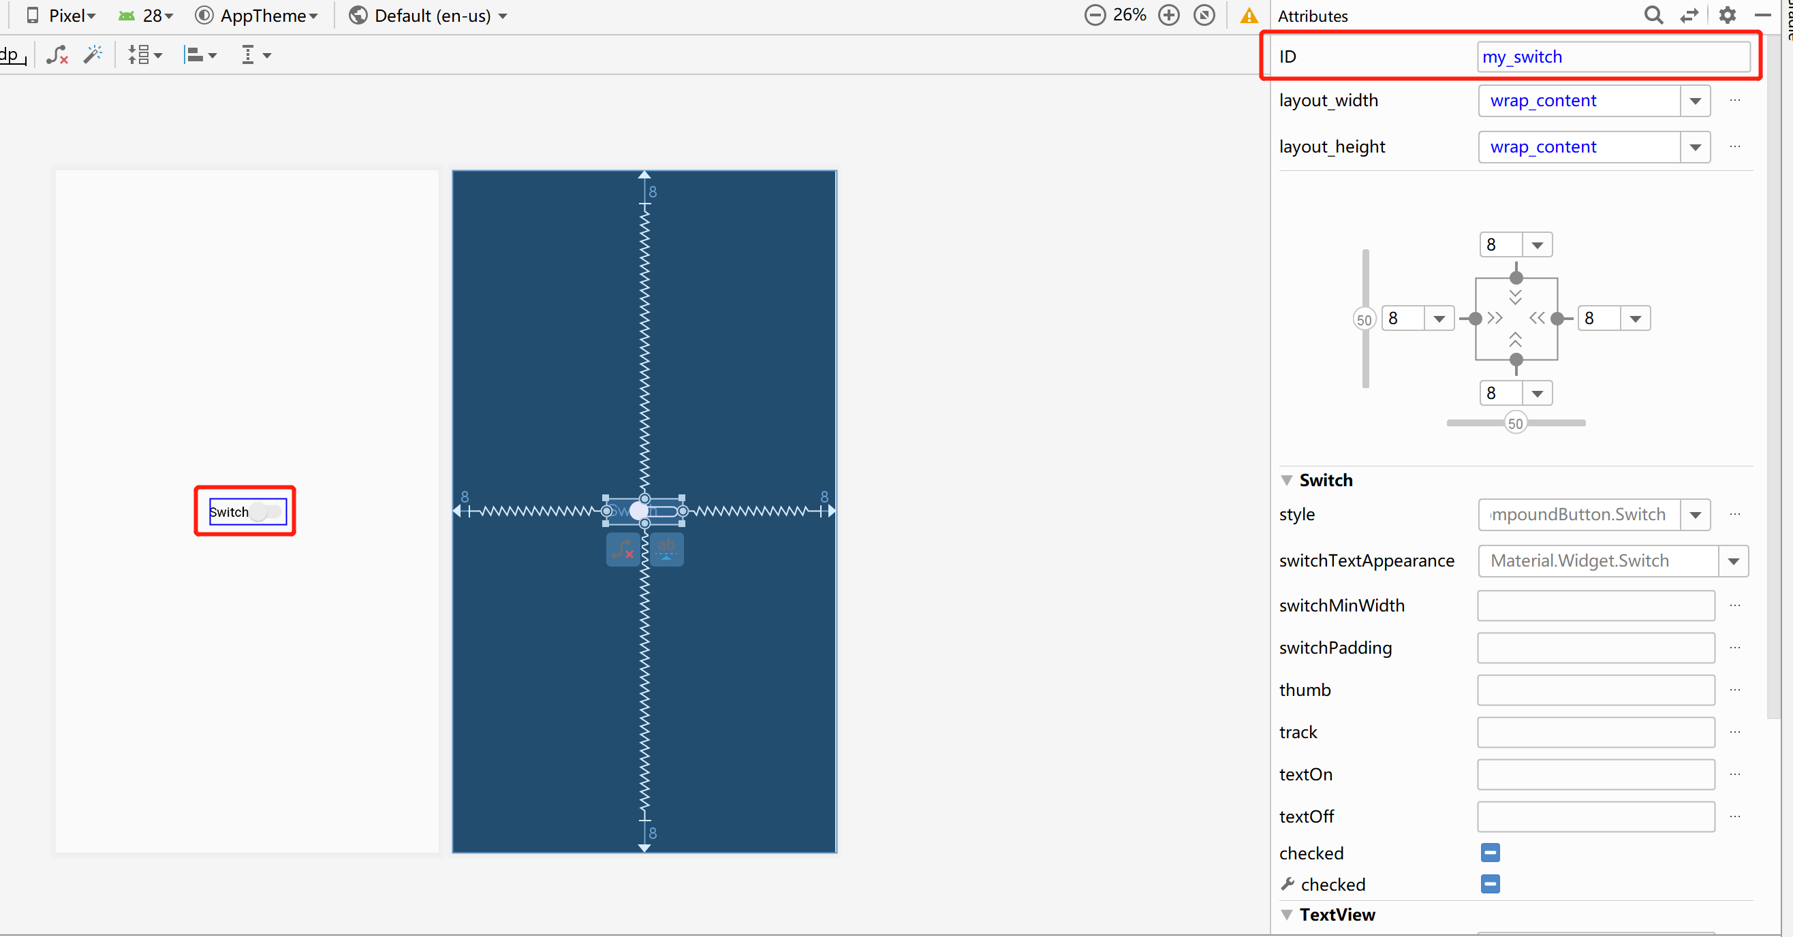 Pixel 28 AppTheme Default (en-us) 26% Attributes
dp
ID my_switch
layout_width wrap_content ...
layout_height wrap_content ...
8
8
50 8 8
8
50
8
8 8
Switch
8
Switch
style mpoundButton.Switch ...
switchTextAppearance Material.Widget.Switch
switchMinWidth ...
switchPadding ...
thumb ...
track ...
textOn ...
textOff ...
checked
checked
TextView